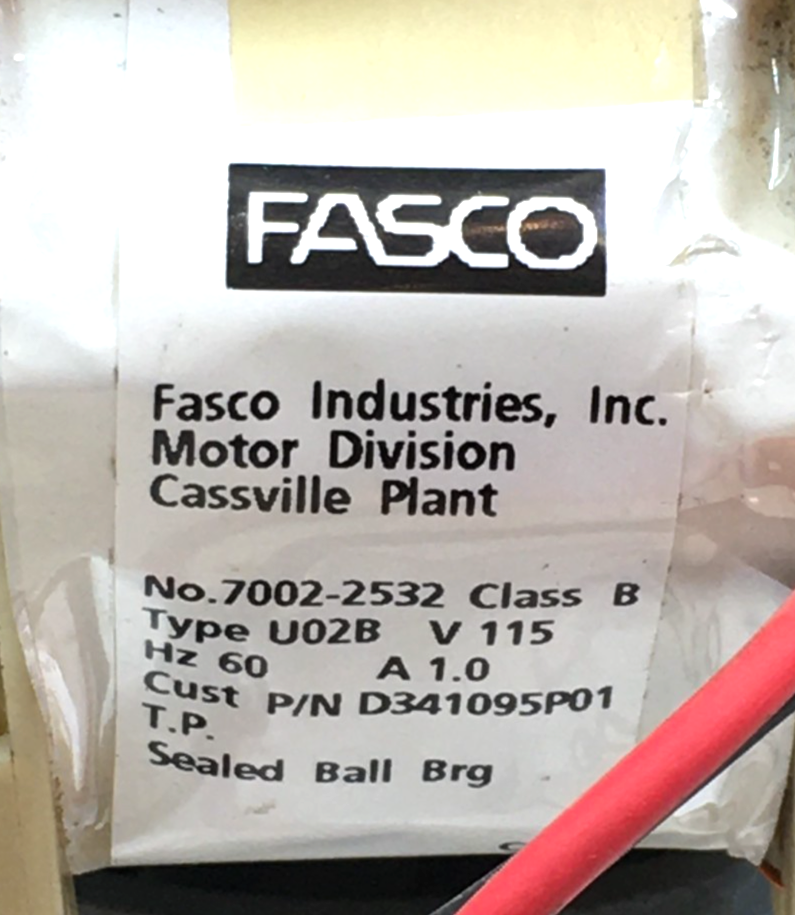 FASCO
Fasco Industries, Inc.
Motor Division
Cassville Plant
No.7002-2532 Class B
Type U02B V 115
Hz 60 A 1.0
Cust P/N D341095P01
T.P.
Sealed Ball Brg